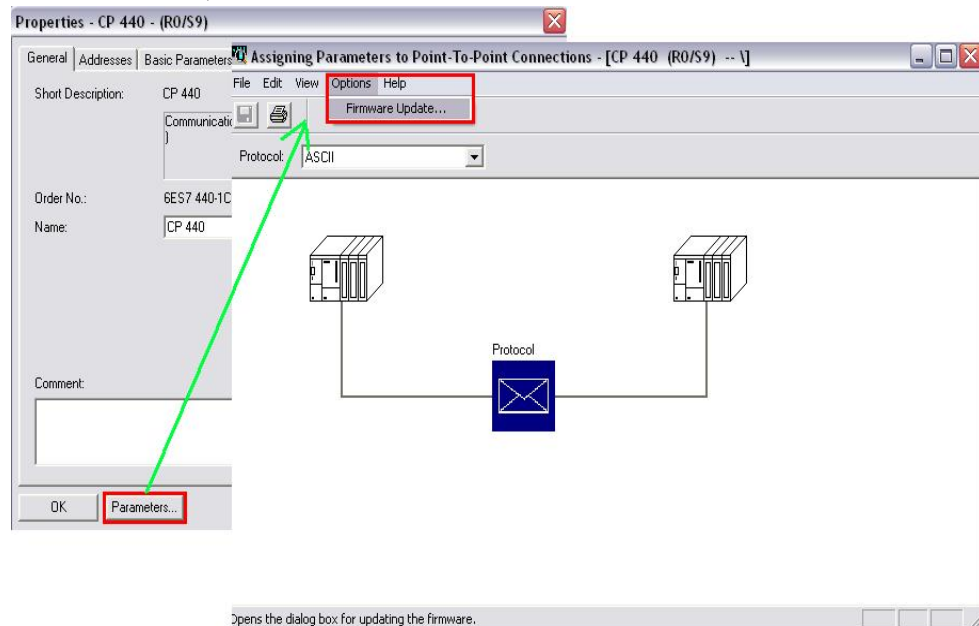 Properties - CP 440 - (R0/S9)
General Addresses Basic Parameters
Short Description: CP 440
Communicatio
)
Order No.: 6ES7 440-1C
Name: CP 440
Comment:
OK Parameters...
Assigning Parameters to Point-To-Point Connections - [CP 440 (R0/S9) -- \]
File Edit View Options Help
Firmware Update...
Protocol: ASCII
Protocol
Opens the dialog box for updating the firmware.